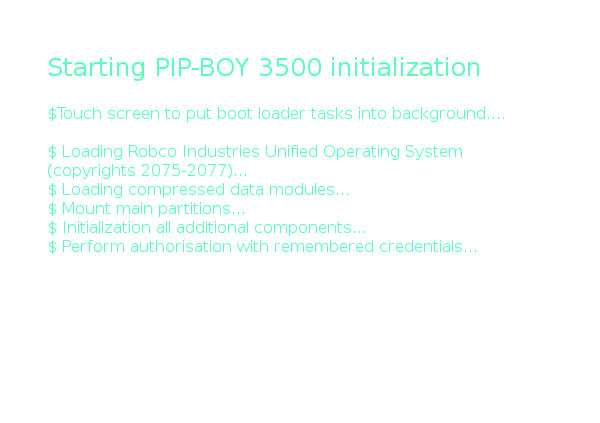 Starting PIP-BOY 3500 initialization
$Touch screen to put boot loader tasks into background....
$ Loading Robco Industries Unified Operating System
(copyrights 2075-2077)...
$ Loading compressed data modules...
$ Mount main partitions...
$ Initialization all additional components...
$ Perform authorisation with remembered credentials...